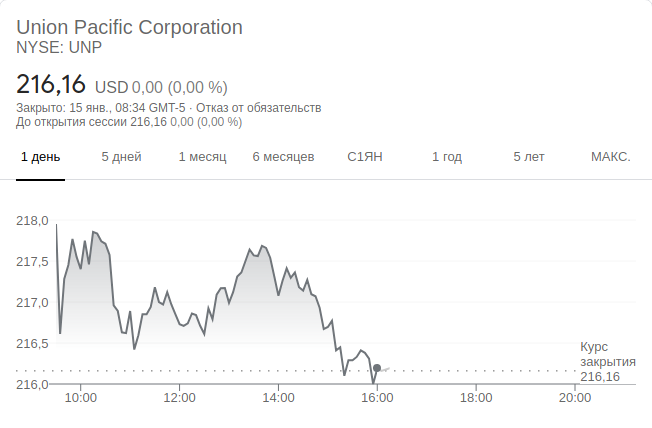 Union Pacific Corporation
NYSE: UNP
216,16 USD 0,00 (0,00 %)
Закрыто: 15 янв., 08:34 GMT-5 · Отказ от обязательств
До открытия сессии 216,16 0,00 (0,00 %)
1 день 5 дней 1 месяц 6 месяцев С1ЯН 1 год 5 лет МАКС.
218,0
217,5
217,0
216,5
216,0
Курс
закрытия
216,16
10:00 12:00 14:00 16:00 18:00 20:00